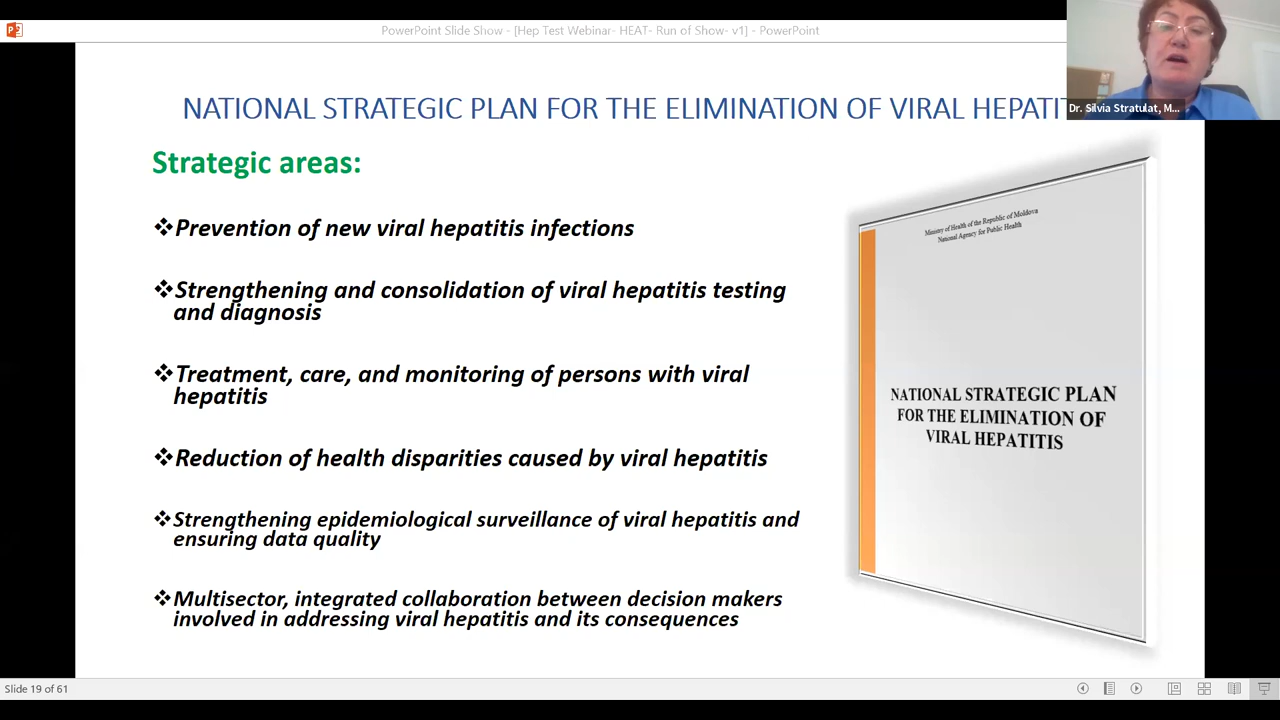 PowerPoint Slide Show - [Hep Test Webinar- HEAT- Run of Show- v1] - PowerPoint
Dr. Silvia Stratulat, M...
NATIONAL STRATEGIC PLAN FOR THE ELIMINATION OF VIRAL HEPATIT
Strategic areas:
❖Prevention of new viral hepatitis infections
❖Strengthening and consolidation of viral hepatitis testing
and diagnosis
❖Treatment, care, and monitoring of persons with viral
hepatitis
❖Reduction of health disparities caused by viral hepatitis
❖Strengthening epidemiological surveillance of viral hepatitis and
ensuring data quality
❖Multisector, integrated collaboration between decision makers
involved in addressing viral hepatitis and its consequences
Ministry of Health of the Republic of Moldova
National Agency for Public Health
NATIONAL STRATEGIC PLAN
FOR THE ELIMINATION OF
VIRAL HEPATITIS
Slide 19 of 61